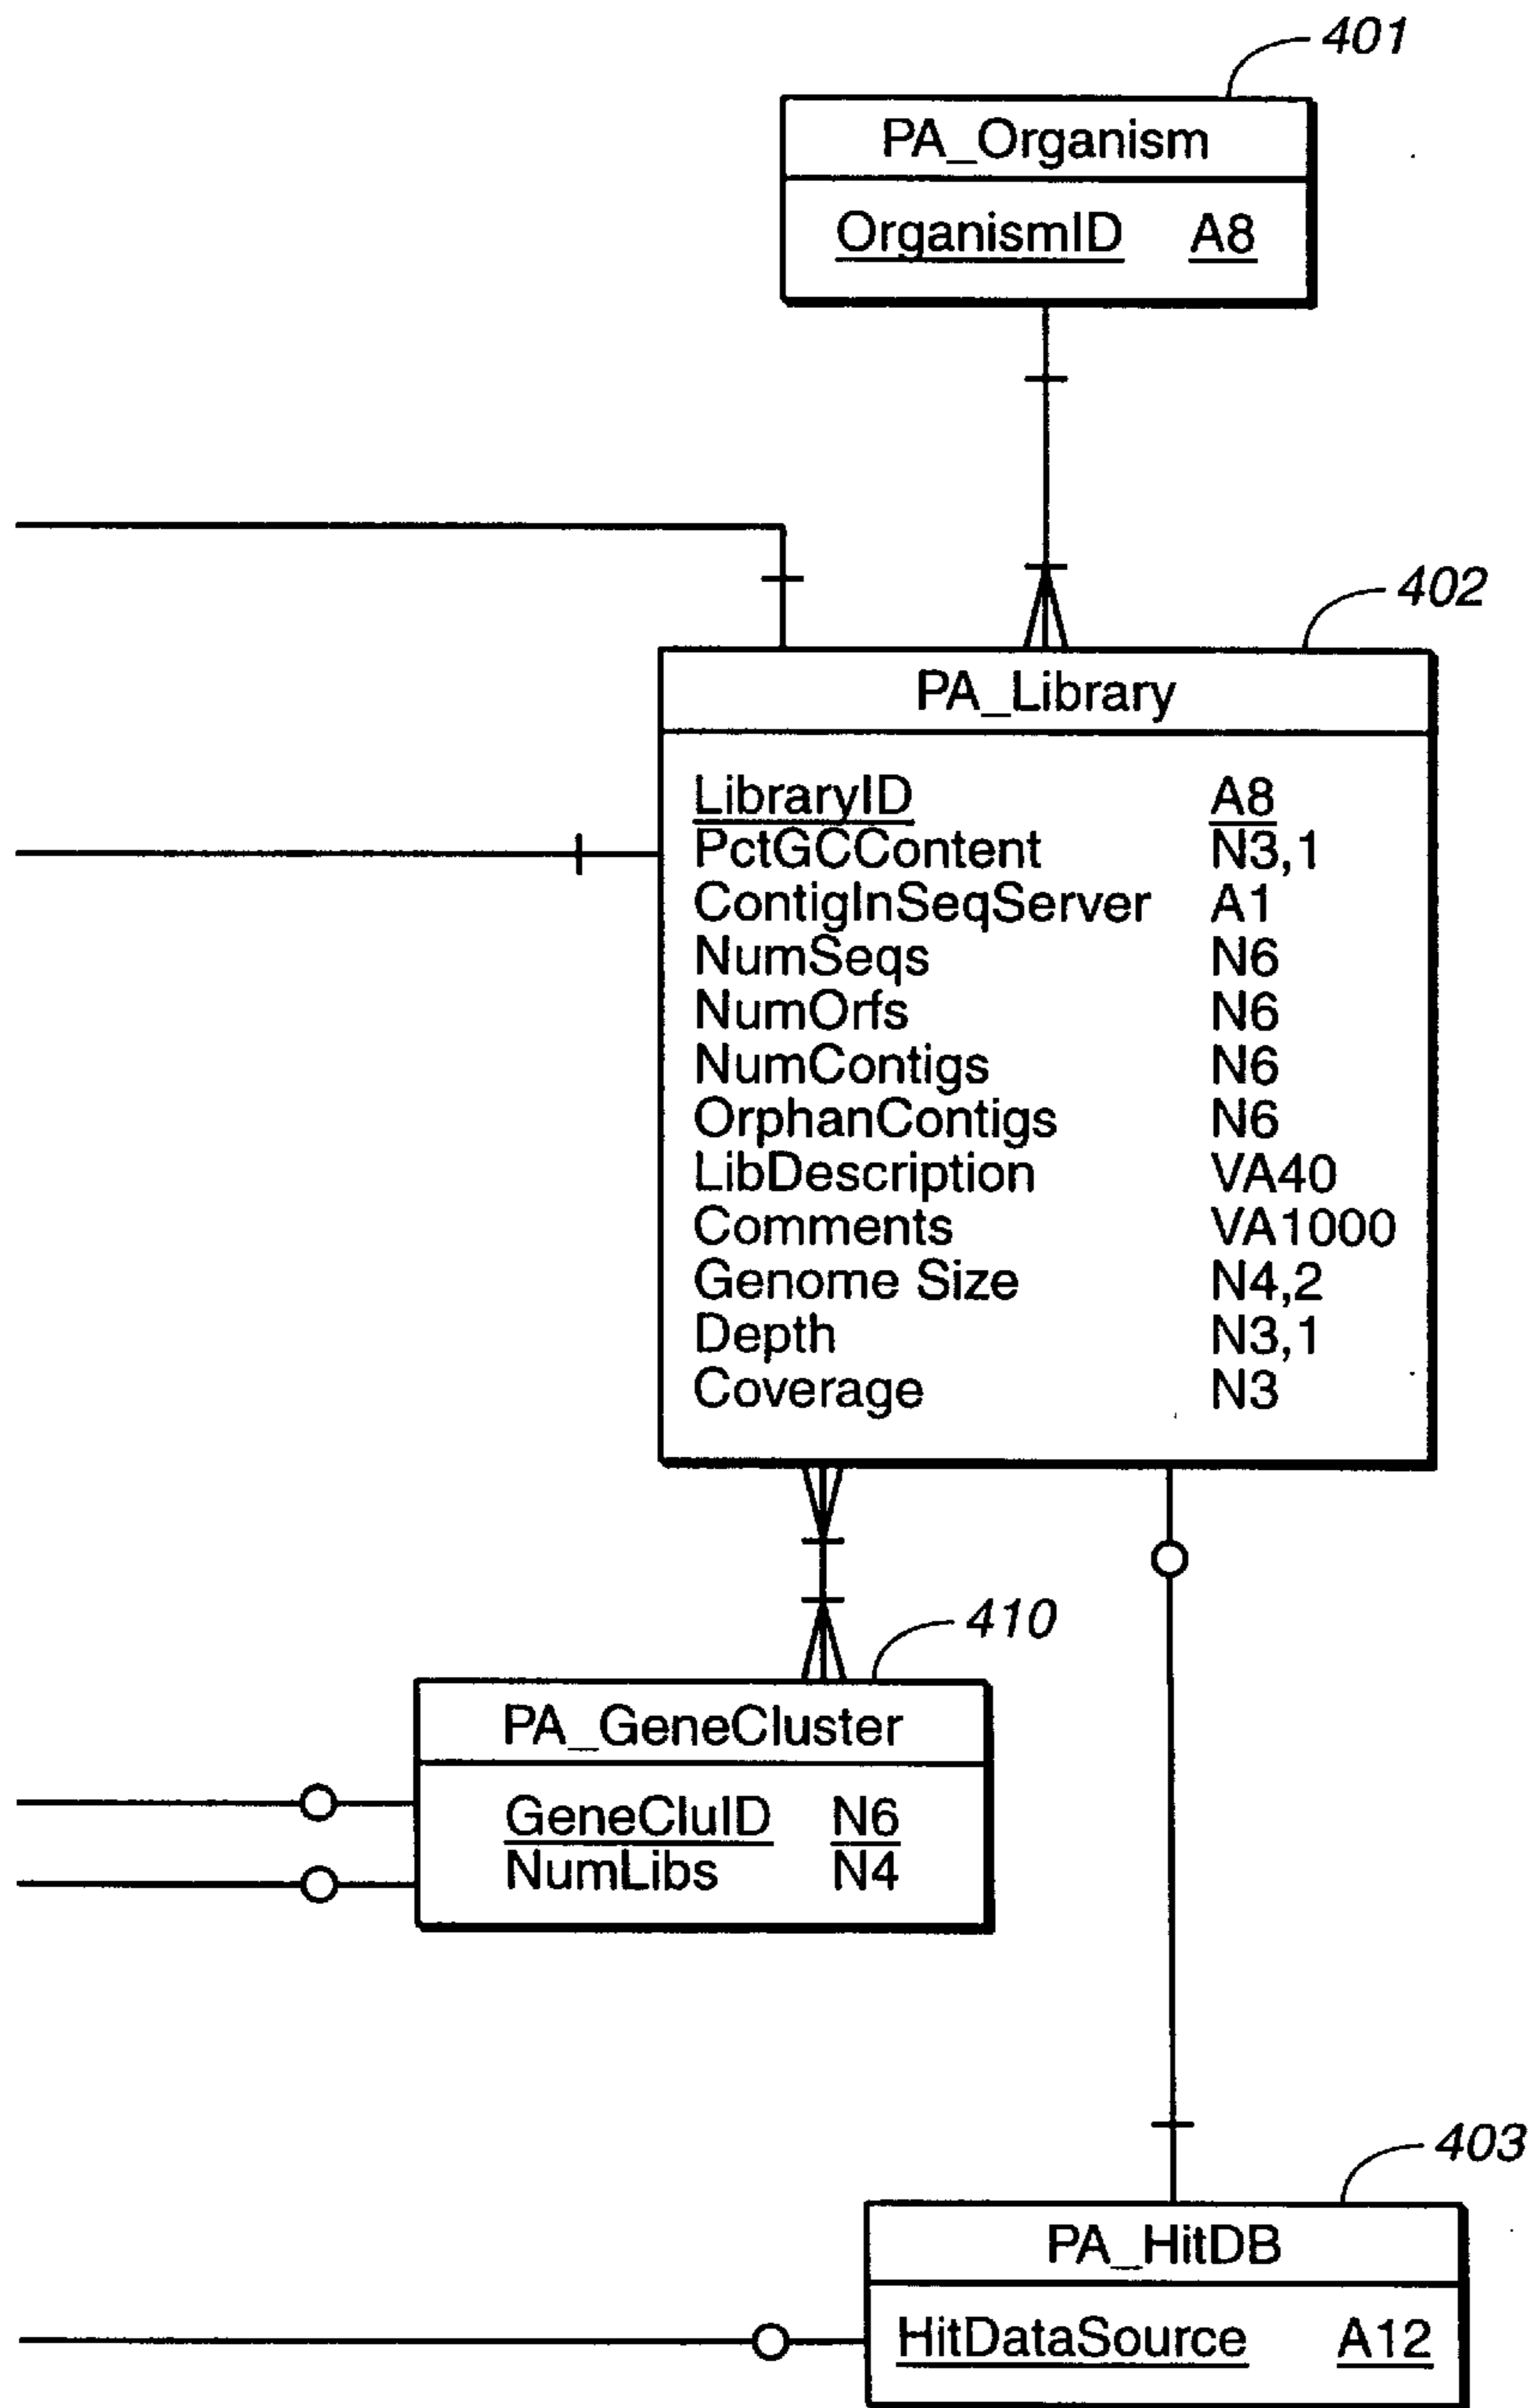 401
PA_Organism
OrganismID A8
402
PA_Library
LibraryID A8
PctGCContent N3,1
ContigInSeqServer A1
NumSeqs N6
NumOrfs N6
NumContigs N6
OrphanContigs N6
LibDescription VA40
Comments VA1000
Genome Size N4,2
Depth N3,1
Coverage N3
410
PA_GeneCluster
GeneCluID N6
NumLibs N4
403
PA_HitDB
HitDataSource A12